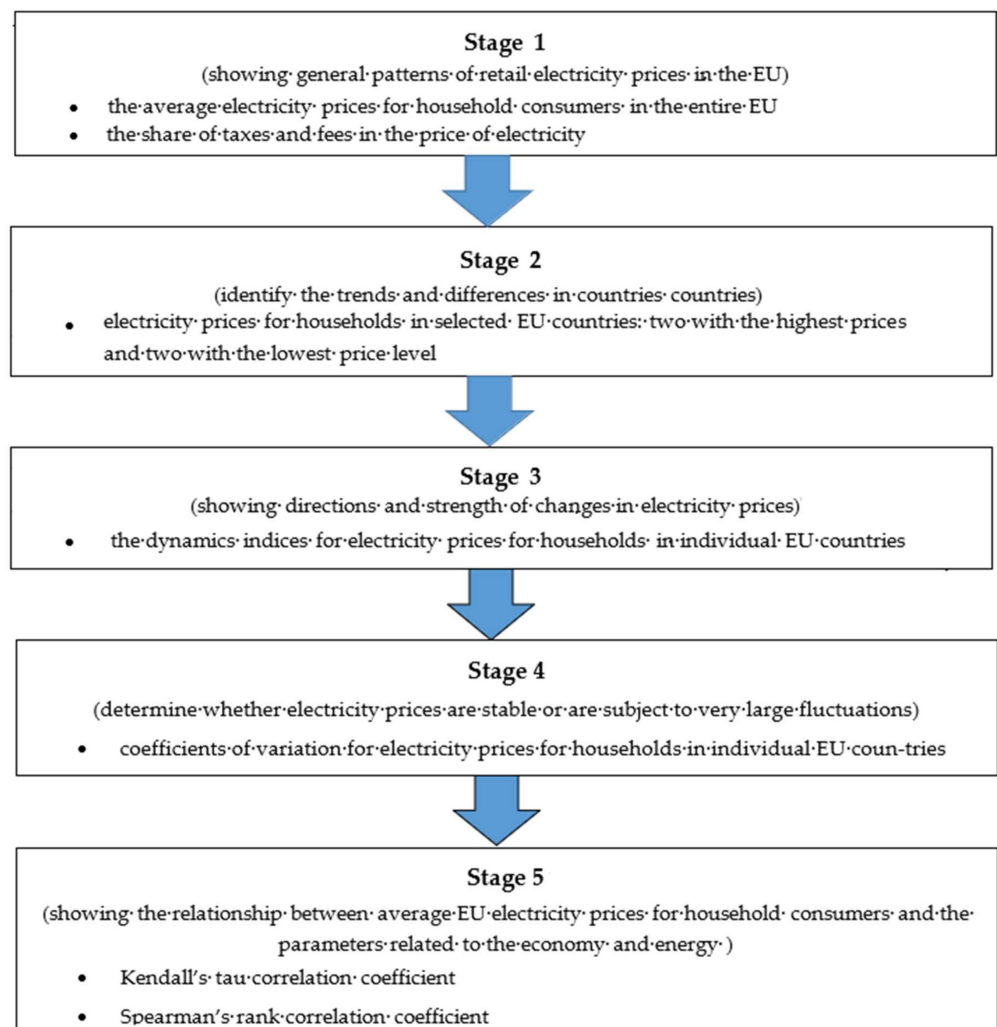 Stage 1
(showing·general·patterns·of·retail·electricity·prices·in·the·EU)
• the·average·electricity·prices·for·household·consumers·in·the·entire·EU
• the·share·of·taxes·and·fees·in·the·price·of·electricity
Stage 2
(identify·the·trends·and·differences·in·countries·countries)
• electricity·prices·for·households·in·selected·EU·countries:·two·with·the·highest·prices
and·two·with·the·lowest·price·level
Stage 3
(showing·directions·and·strength·of·changes·in·electricity·prices)
• the·dynamics·indices·for·electricity·prices·for·households·in·individual·EU·countries
Stage 4
(determine·whether·electricity·prices·are·stable·or·are·subject·to·very·large·fluctuations)
• coefficients·of·variation·for·electricity·prices·for·households·in·individual·EU·coun-tries
Stage 5
(showing·the·relationship·between·average·EU·electricity·prices·for·household·consumers·and·the
parameters·related·to·the·economy·and·energy·)
• Kendall's·tau·correlation·coefficient
• Spearman's·rank·correlation·coefficient